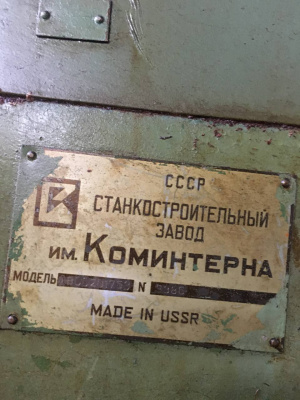 СССР
СТАНКОСТРОИТЕЛЬНЫЙ
ЗАВОД
им. Коминтерна
МОДЕЛЬ N
MADE IN USSR